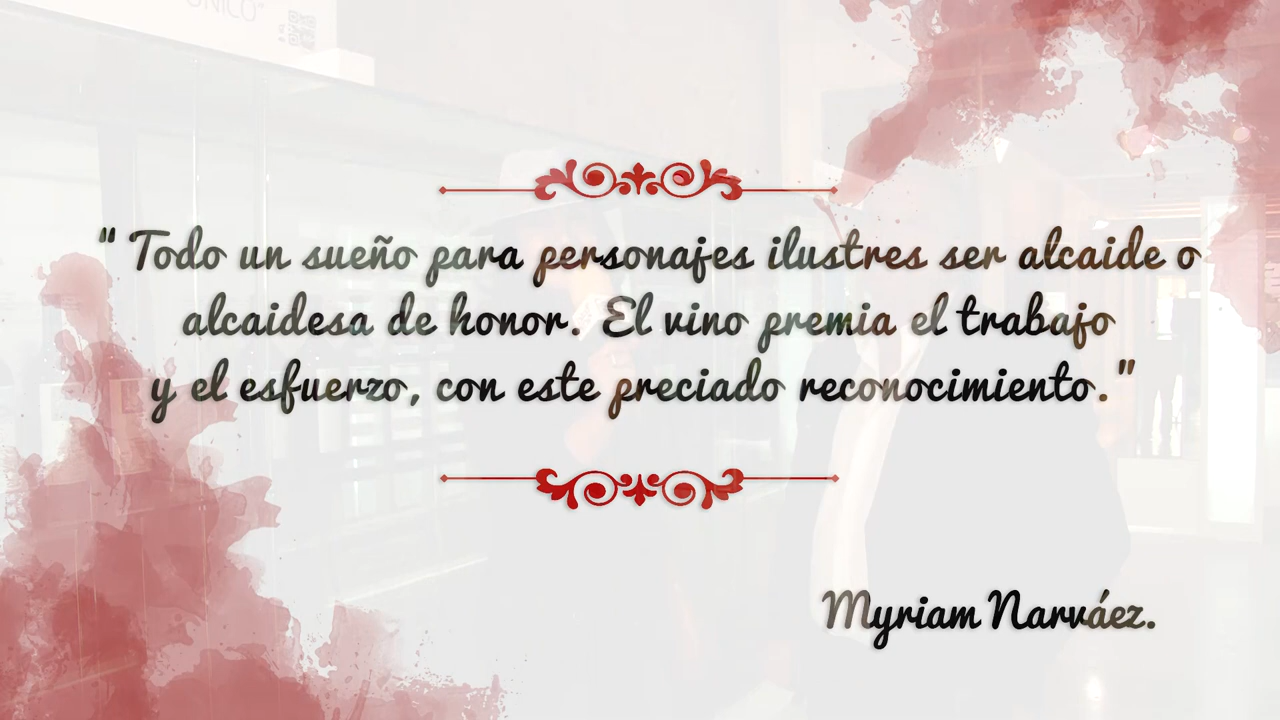 ÚNICO"
" Todo un sueño para personajes ilustres ser alcaide o
alcaidesa de honor. El vino premia el trabajo
y el esfuerzo, con este preciado reconocimiento."
Myriam Narváez.